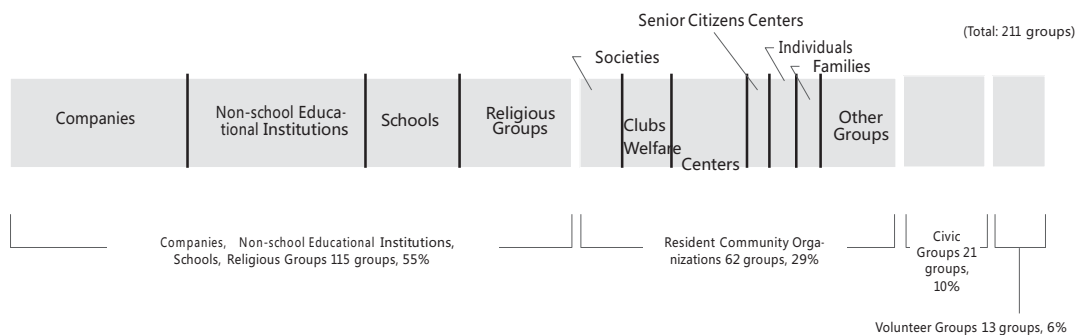 Senior Citizens Centers
(Total: 211 groups)
Individuals
Societies
Families
Companies
Non-school Educa-
tional Institutions
Schools
Religious
Groups
Clubs
Welfare
Centers
Other
Groups
Companies, Non-school Educational Institutions,
Schools, Religious Groups 115 groups, 55%
Resident Community Orga-
nizations 62 groups, 29%
Civic
Groups 21
groups,
10%
Volunteer Groups 13 groups, 6%